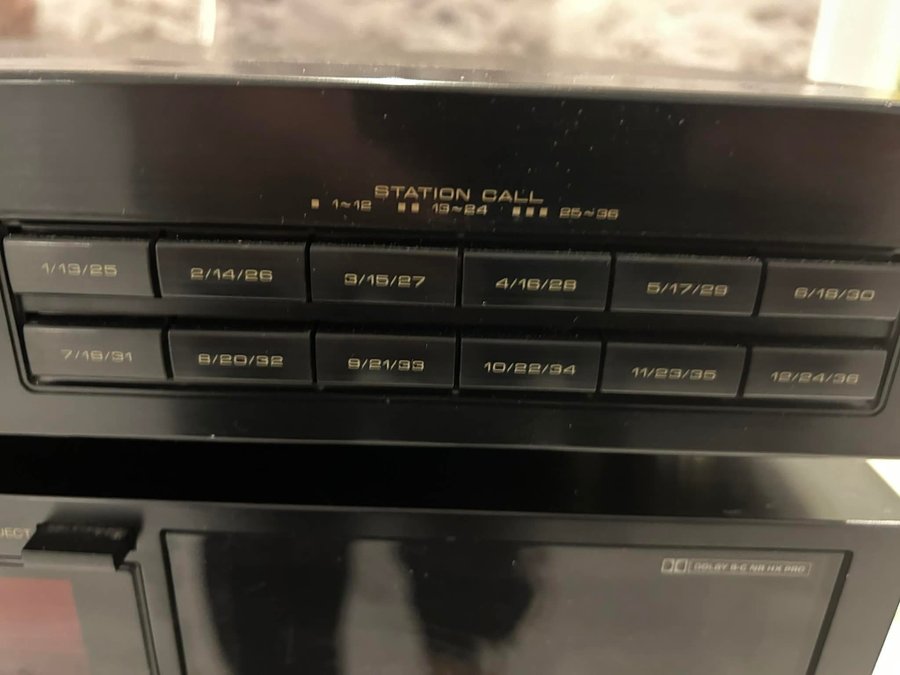 STATION CALL
1~12 13~24 25~36
1/13/25 2/14/26 3/15/27 4/16/28 5/17/29 6/18/30
7/19/31 8/20/32 9/21/33 10/22/34 11/23/35 12/24/36
JECT
DOLBY B-C NR HX PRO